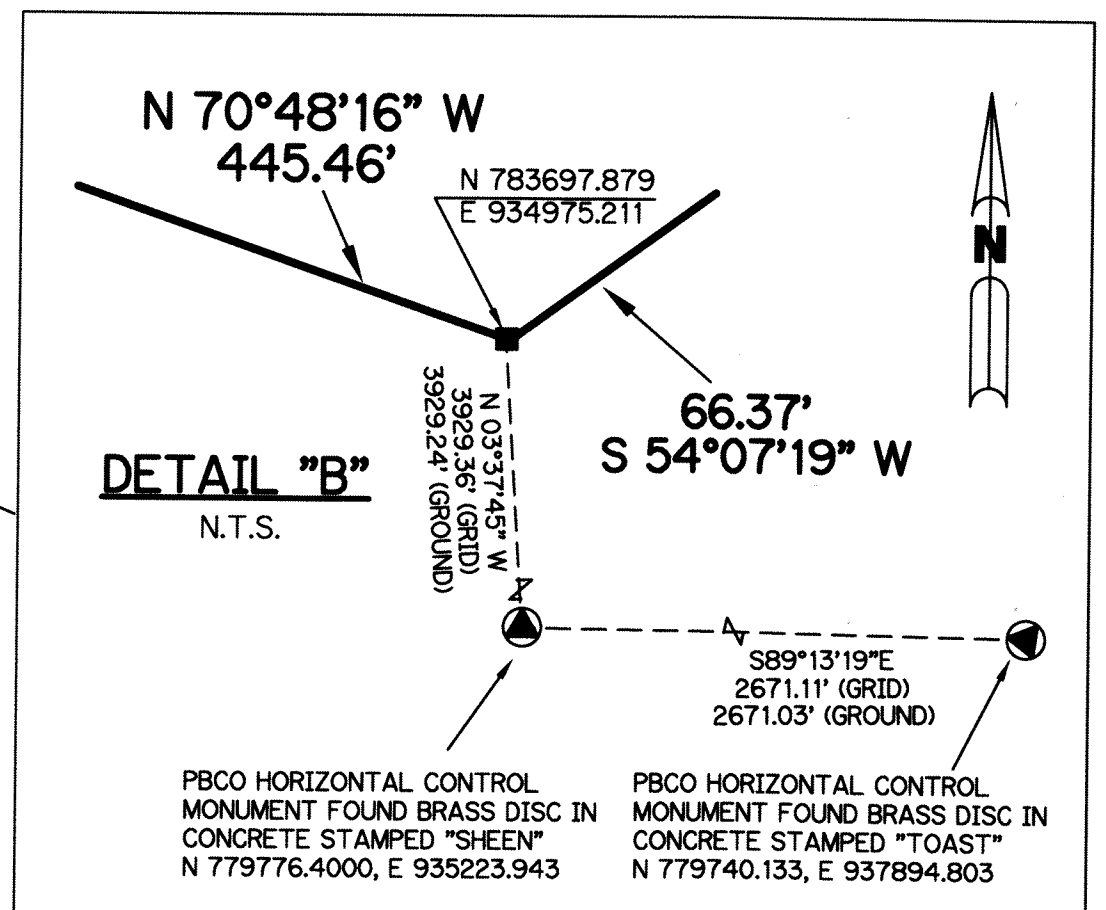 N 70°48'16" W
445.46'
N 783697.879
E 934975.211
N
66.37'
S 54°07'19" W
N 03°37'45" W
3929.36' (GRID)
3929.24' (GROUND)
DETAIL "B"
N.T.S.
S89°13'19"E
2671.11' (GRID)
2671.03' (GROUND)
PBCO HORIZONTAL CONTROL
MONUMENT FOUND BRASS DISC IN
CONCRETE STAMPED "SHEEN"
N 779776.4000, E 935223.943
PBCO HORIZONTAL CONTROL
MONUMENT FOUND BRASS DISC IN
CONCRETE STAMPED "TOAST"
N 779740.133, E 937894.803